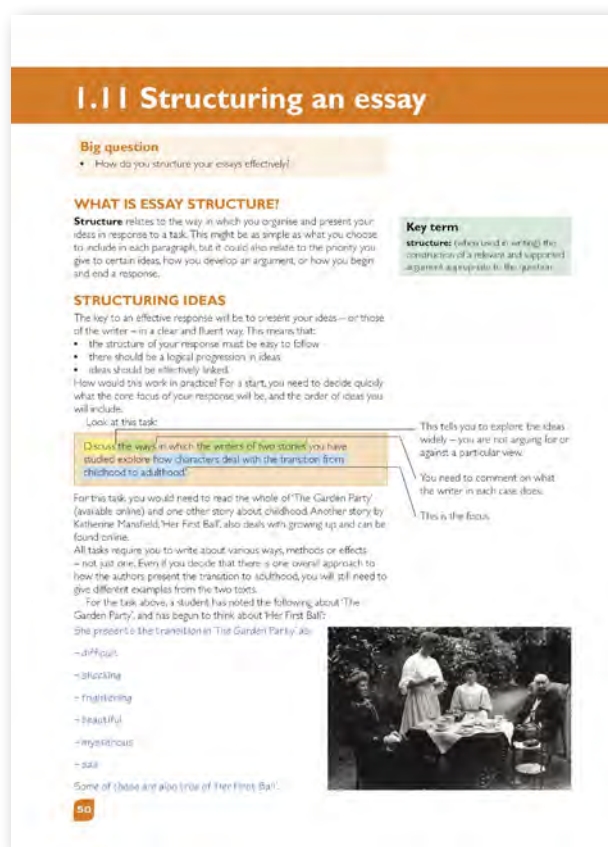 1.11 Structuring an essay
Big question
• How do you structure your essays effectively?
WHAT IS ESSAY STRUCTURE?
Structure relates to the way in which you organise and present your
ideas in response to a task. This might be as simple as what you choose
to include in each paragraph, but it could also relate to the priority you
give to certain ideas, how you develop an argument, or how you begin
and end a response.
Key term
structure: (when used in writing) the
construction of a relevant and supported
argument appropriate to the question
STRUCTURING IDEAS
The key to an effective response will be to present your ideas – or those
of the writer – in a clear and fluent way. This means that:
• the structure of your response must be easy to follow
• there should be a logical progression in ideas
• ideas should be effectively linked.
How would this work in practice? For a start, you need to decide quickly
what the core focus of your response will be, and the order of ideas you
will include.
Look at this task:
Discuss the ways in which the writers of two stories you have
studied explore how characters deal with the transition from
childhood to adulthood.'
This tells you to explore the ideas
widely – you are not arguing for or
against a particular view.
You need to comment on what
the writer in each case does.
This is the focus.
For this task, you would need to read the whole of 'The Garden Party'
(available online) and one other story about childhood. Another story by
Katherine Mansfield, 'Her First Ball', also deals with growing up and can be
found online.
All tasks require you to write about various ways, methods or effects
– not just one. Even if you decide that there is one overall approach to
how the authors present the transition to adulthood, you will still need to
give different examples from the two texts.
For the task above, a student has noted the following about 'The
Garden Party', and has begun to think about 'Her First Ball':
She presents the transition in 'The Garden Party' as:
– difficult
– shocking
– frightening
– beautiful
– mysterious
– sad
Some of these are also true of 'Her First Ball'.
50